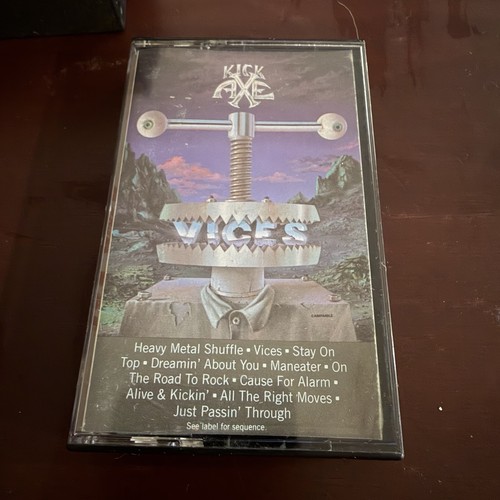 KICK
AXE
VICES
Heavy Metal Shuffle ▪ Vices ▪ Stay On
Top ▪ Dreamin' About You ▪ Maneater ▪ On
The Road To Rock ▪ Cause For Alarm ▪
Alive & Kickin' ▪ All The Right Moves ▪
Just Passin' Through
See label for sequence.